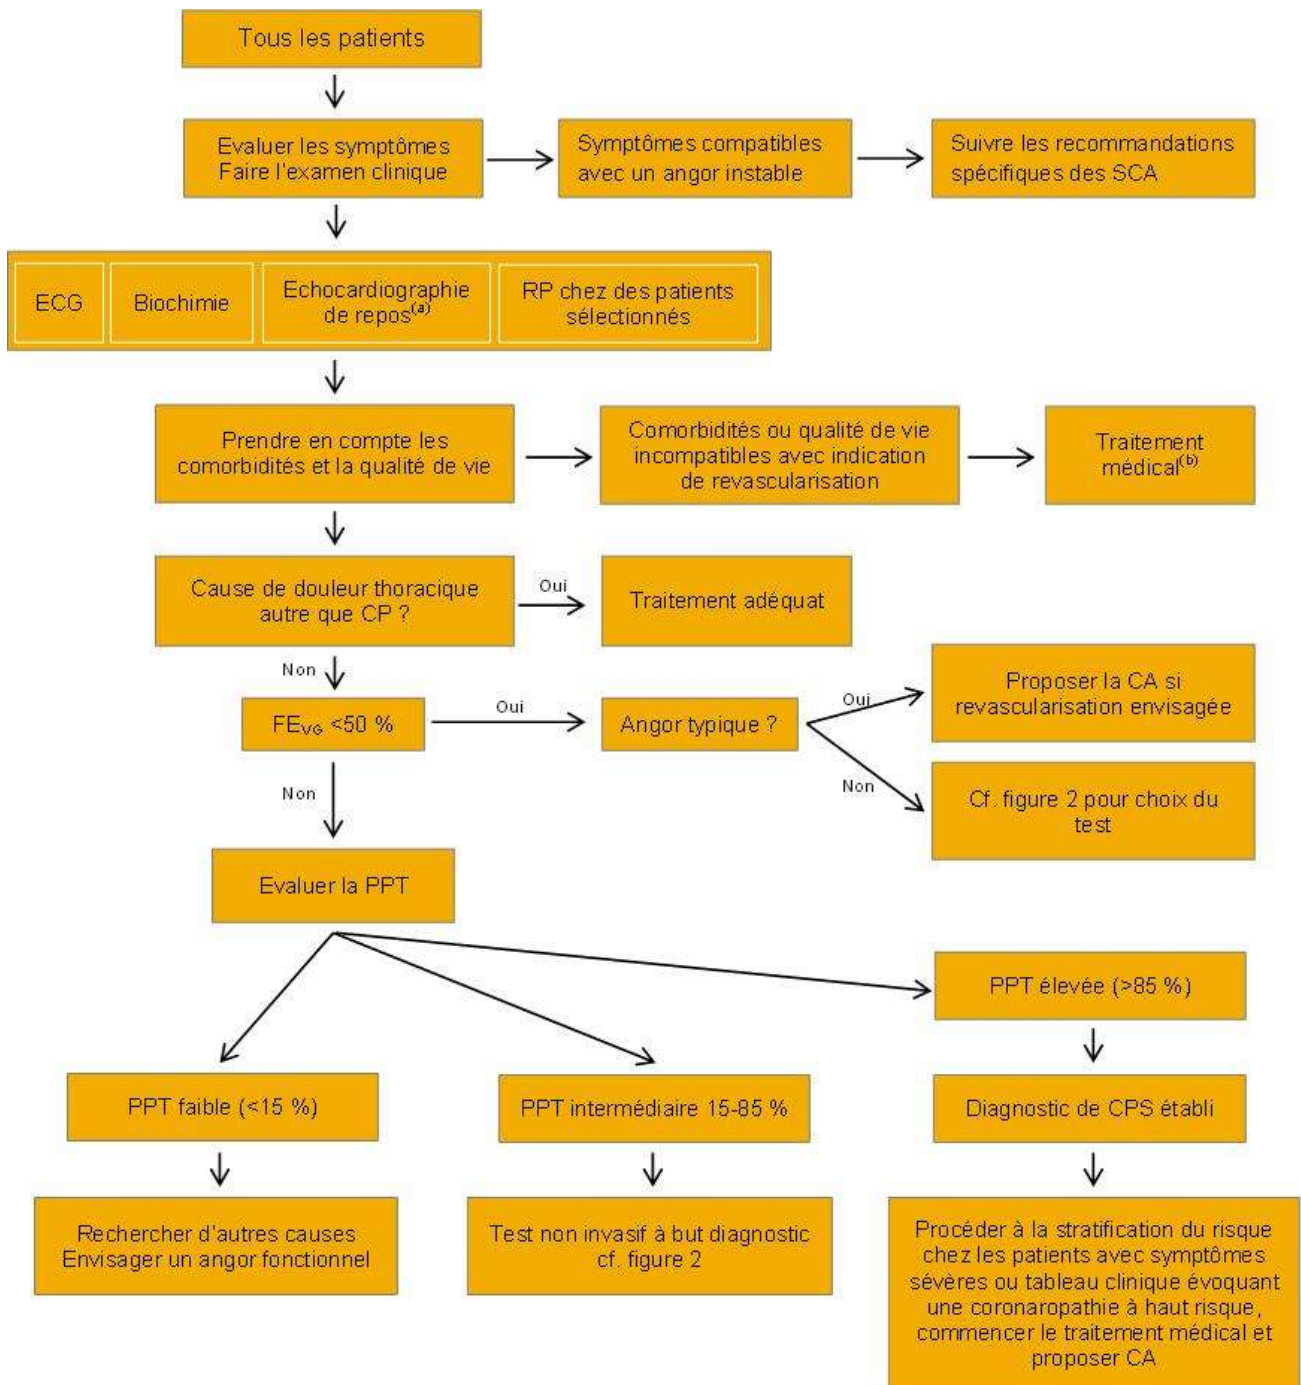 Tous les patients
Evaluer les symptômes
Faire l'examen clinique
Symptômes compatibles
avec un angor instable
Suivre les recommandations
spécifiques des SCA
ECG
Biochimie
Echocardiographie
de repos(a)
RP chez des patients
sélectionnés
Prendre en compte les
comorbidités et la qualité de vie
Comorbidités ou qualité de vie
incompatibles avec indication
de revascularisation
Traitement
médical(b)
Cause de douleur thoracique
autre que CP ?
Oui
Traitement adéquat
Non
FEVG <50 %
Oui
Angor typique ?
Oui
Proposer la CA si
revascularisation envisagée
Non
Cf. figure 2 pour choix du
test
Non
Evaluer la PPT
PPT élevée (>85 %)
PPT faible (<15 %)
PPT intermédiaire 15-85 %
Diagnostic de CPS établi
Rechercher d'autres causes
Envisager un angor fonctionnel
Test non invasif à but diagnostic
cf. figure 2
Procéder à la stratification du risque
chez les patients avec symptômes
sévères ou tableau clinique évoquant
une coronaropathie à haut risque,
commencer le traitement médical et
proposer CA